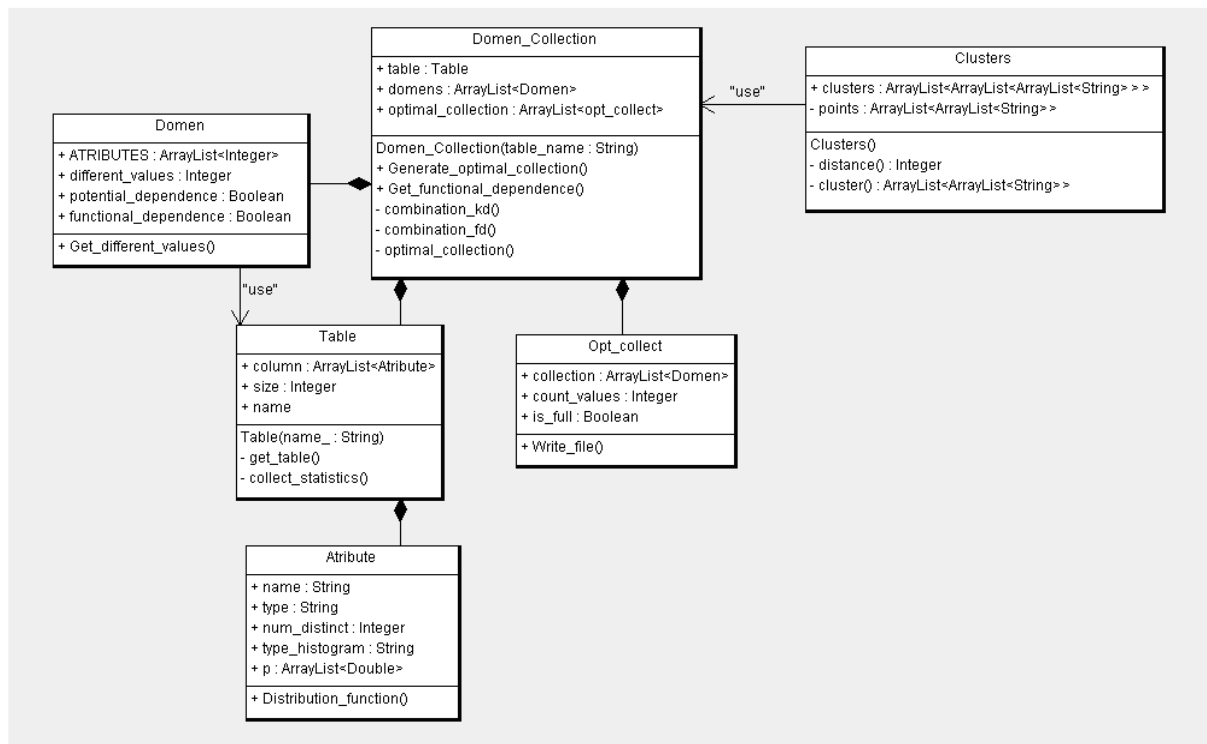 Domen_Collection
+ table : Table
+ domens : ArrayList<Domen>
+ optimal_collection : ArrayList<opt_collect>
Domen_Collection(table_name : String)
+ Generate_optimal_collection()
+ Get_functional_dependence()
- combination_kd()
- combination_fd()
- optimal_collection()
"use"
Clusters
+ clusters : ArrayList<ArrayList<ArrayList<String> > >
- points : ArrayList<ArrayList<String>>
Clusters()
- distance() : Integer
- cluster() : ArrayList<ArrayList<String>>
Domen
+ ATRIBUTES : ArrayList<Integer>
+ different_values : Integer
+ potential_dependence : Boolean
+ functional_dependence : Boolean
+ Get_different_values()
"use"
Table
+ column : ArrayList<Atribute>
+ size : Integer
+ name
Table(name_ : String)
- get_table()
- collect_statistics()
Opt_collect
+ collection : ArrayList<Domen>
+ count_values : Integer
+ is_full : Boolean
+ Write_file()
Atribute
+ name : String
+ type : String
+ num_distinct : Integer
+ type_histogram : String
+ p : ArrayList<Double>
+ Distribution_function()